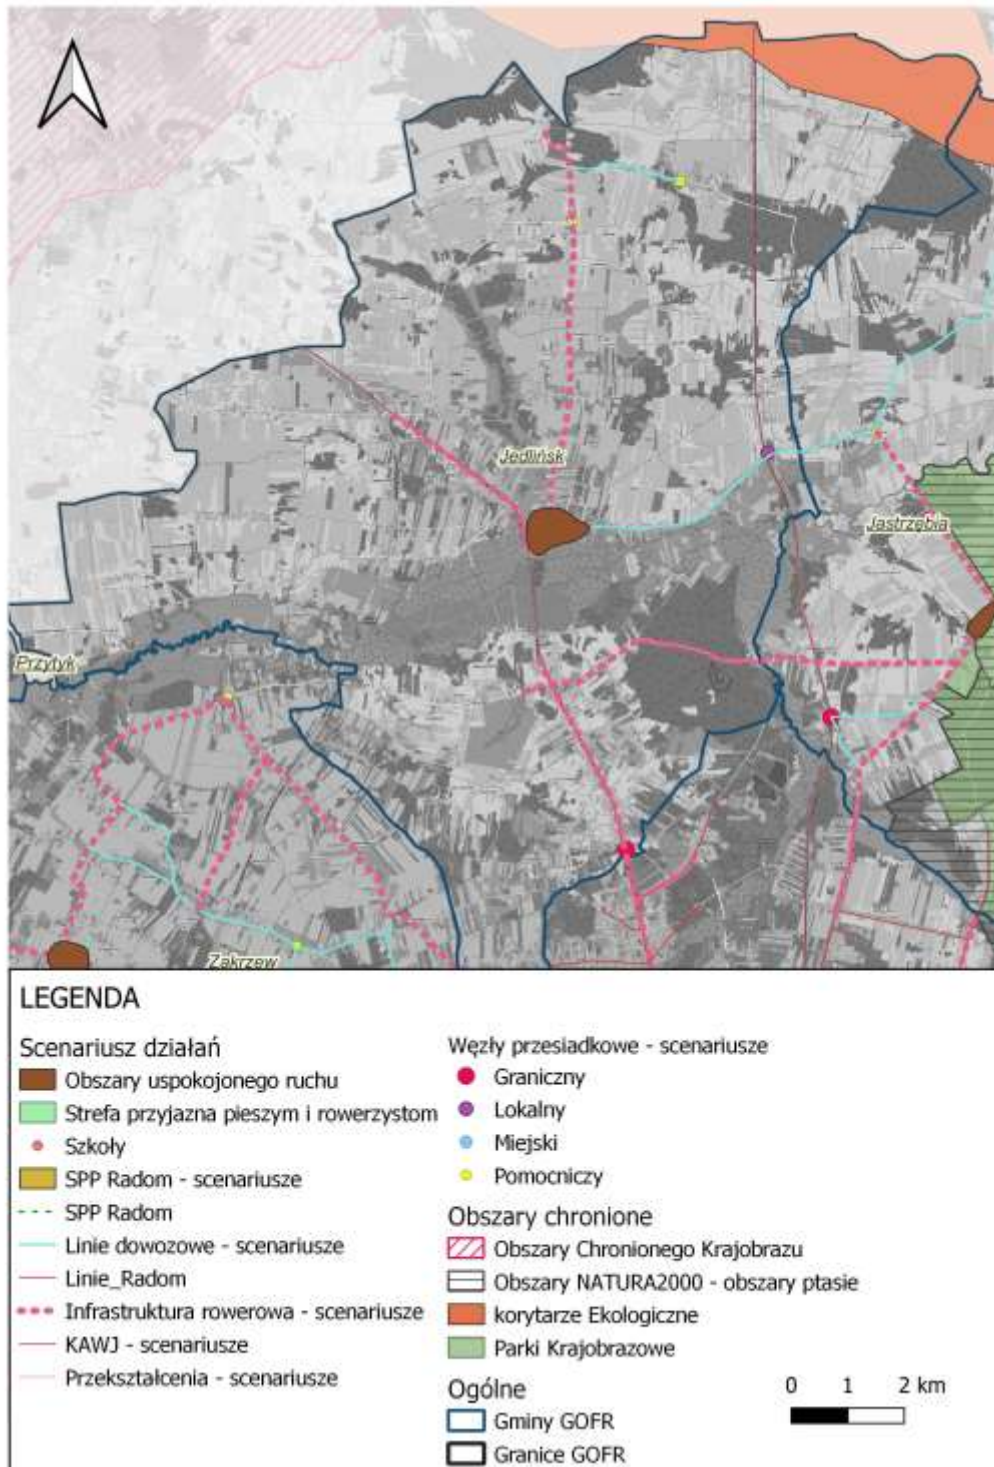 Jedlińsk
Jastrzębia
Przytyk
Zakrzew
LEGENDA
Scenariusz działań
Obszary uspokojonego ruchu
Strefa przyjazna pieszym i rowerzystom
Szkoły
SPP Radom - scenariusze
SPP Radom
Linie dowozowe - scenariusze
Linie_Radom
Infrastruktura rowerowa - scenariusze
KAWJ - scenariusze
Przekształcenia - scenariusze
Węzły przesiadkowe - scenariusze
Graniczny
Lokalny
Miejski
Pomocniczy
Obszary chronione
Obszary Chronionego Krajobrazu
Obszary NATURA2000 - obszary ptasie
korytarze Ekologiczne
Parki Krajobrazowe
Ogólne
Gminy GOFR
Granice GOFR
0 1 2 km